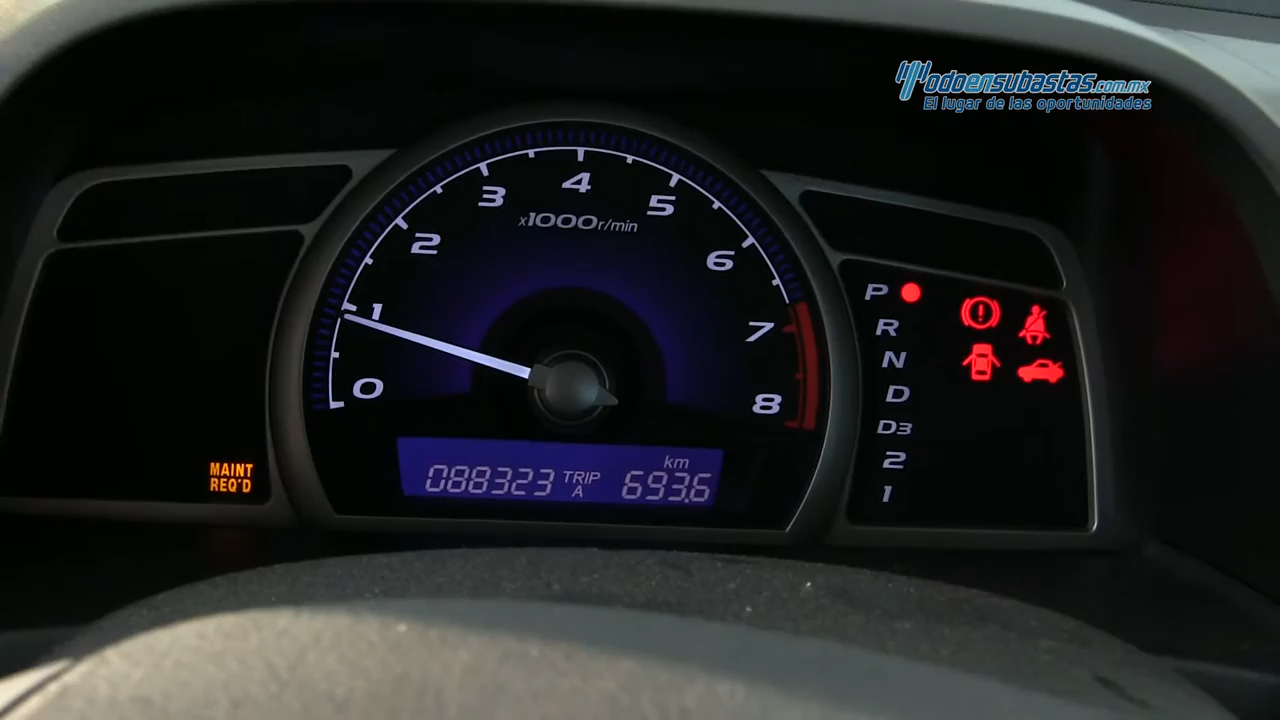 Todoensubastas.com.mx
El lugar de las oportunidades
0
1
2
3
4
5
6
7
8
x1000r/min
088323 TRIP A 693.6 km
MAINT
REQ'D
P
R
N
D
D3
2
1